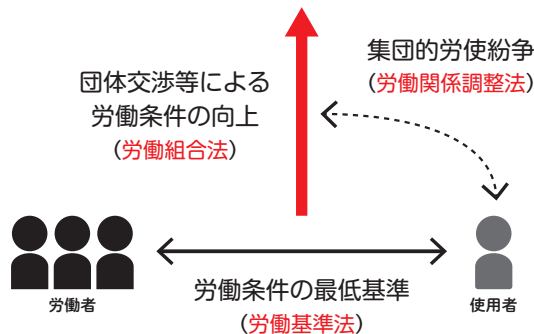 団体交渉等による
労働条件の向上
(労働組合法)
集団的労使紛争
(労働関係調整法)
労働者
労働条件の最低基準
(労働基準法)
使用者